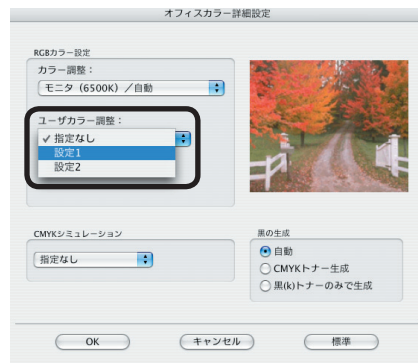 オフィスカラー詳細設定
RGBカラー設定
カラー調整：
モニタ（6500K）／自動
ユーザカラー調整：
✓ 指定なし
設定1
設定2
CMYKシミュレーション
指定なし
黒の生成
自動
CMYKトナー生成
黒(k)トナーのみで生成
OK
キャンセル
標準